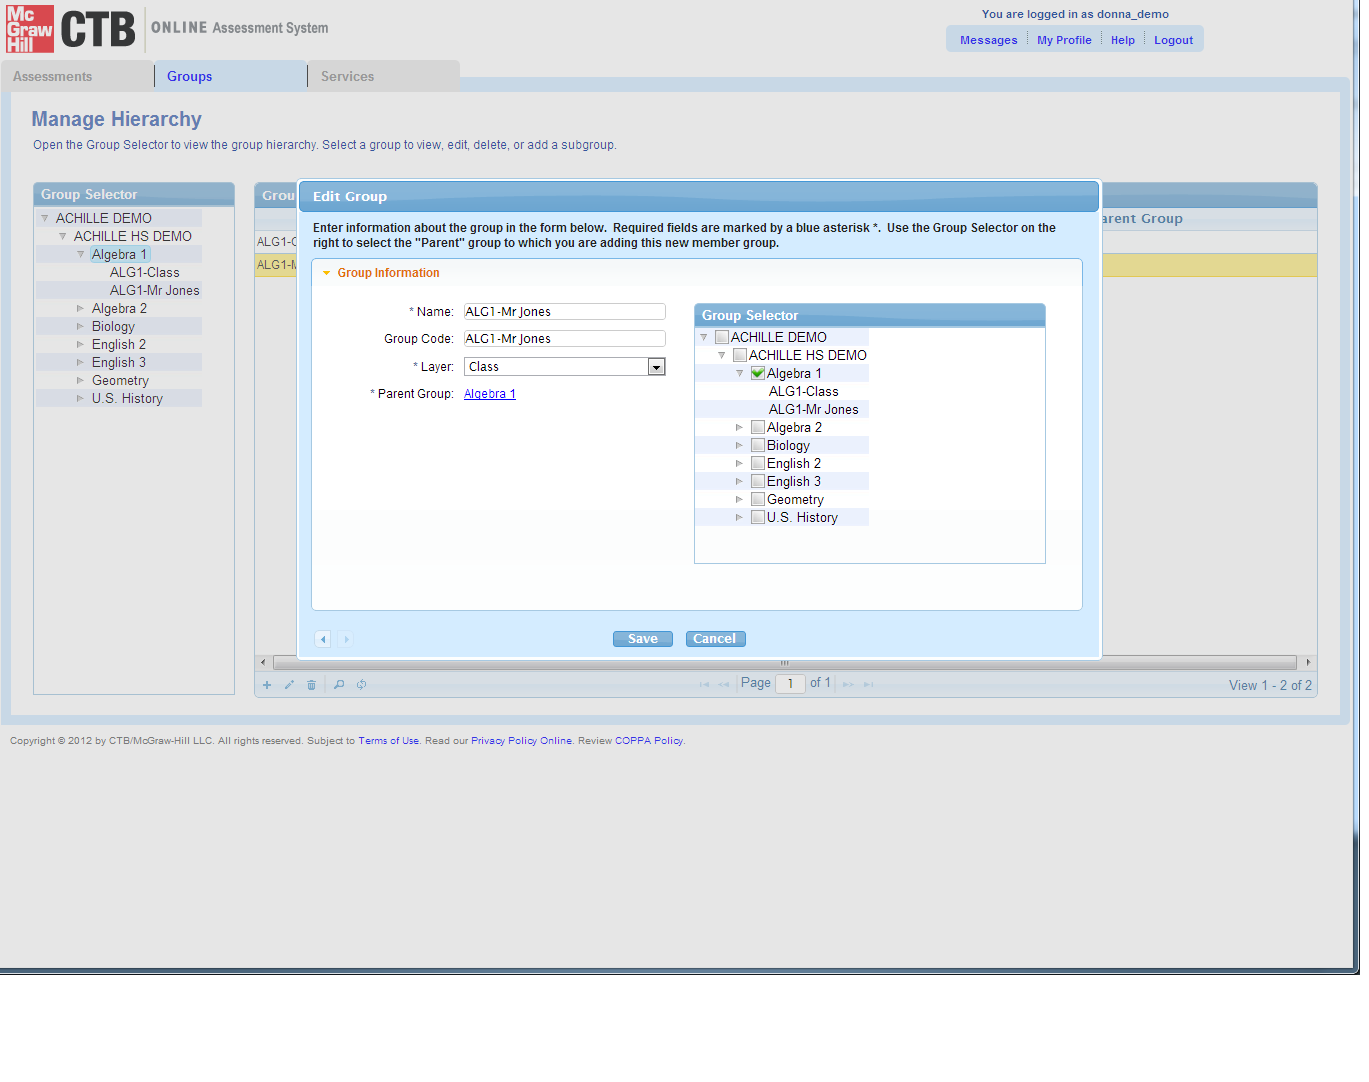 Mc
Graw
Hill
CTB
ONLINE Assessment System
You are logged in as donna_demo
Messages
My Profile
Help
Logout
Assessments
Groups
Services
Manage Hierarchy
Open the Group Selector to view the group hierarchy. Select a group to view, edit, delete, or add a subgroup.
Group Selector
ACHILLE DEMO
ACHILLE HS DEMO
Algebra 1
ALG1-Class
ALG1-Mr Jones
Algebra 2
Biology
English 2
English 3
Geometry
U.S. History
Grou
arent Group
ALG1-C
ALG1-M
Edit Group
Enter information about the group in the form below. Required fields are marked by a blue asterisk *. Use the Group Selector on the
right to select the "Parent" group to which you are adding this new member group.
Group Information
* Name: ALG1-Mr Jones
Group Code: ALG1-Mr Jones
* Layer: Class
* Parent Group: Algebra 1
Group Selector
ACHILLE DEMO
ACHILLE HS DEMO
Algebra 1
ALG1-Class
ALG1-Mr Jones
Algebra 2
Biology
English 2
English 3
Geometry
U.S. History
Save
Cancel
Page 1 of 1
View 1 - 2 of 2
Copyright © 2012 by CTB/McGraw-Hill LLC. All rights reserved. Subject to Terms of Use. Read our Privacy Policy Online. Review COPPA Policy.